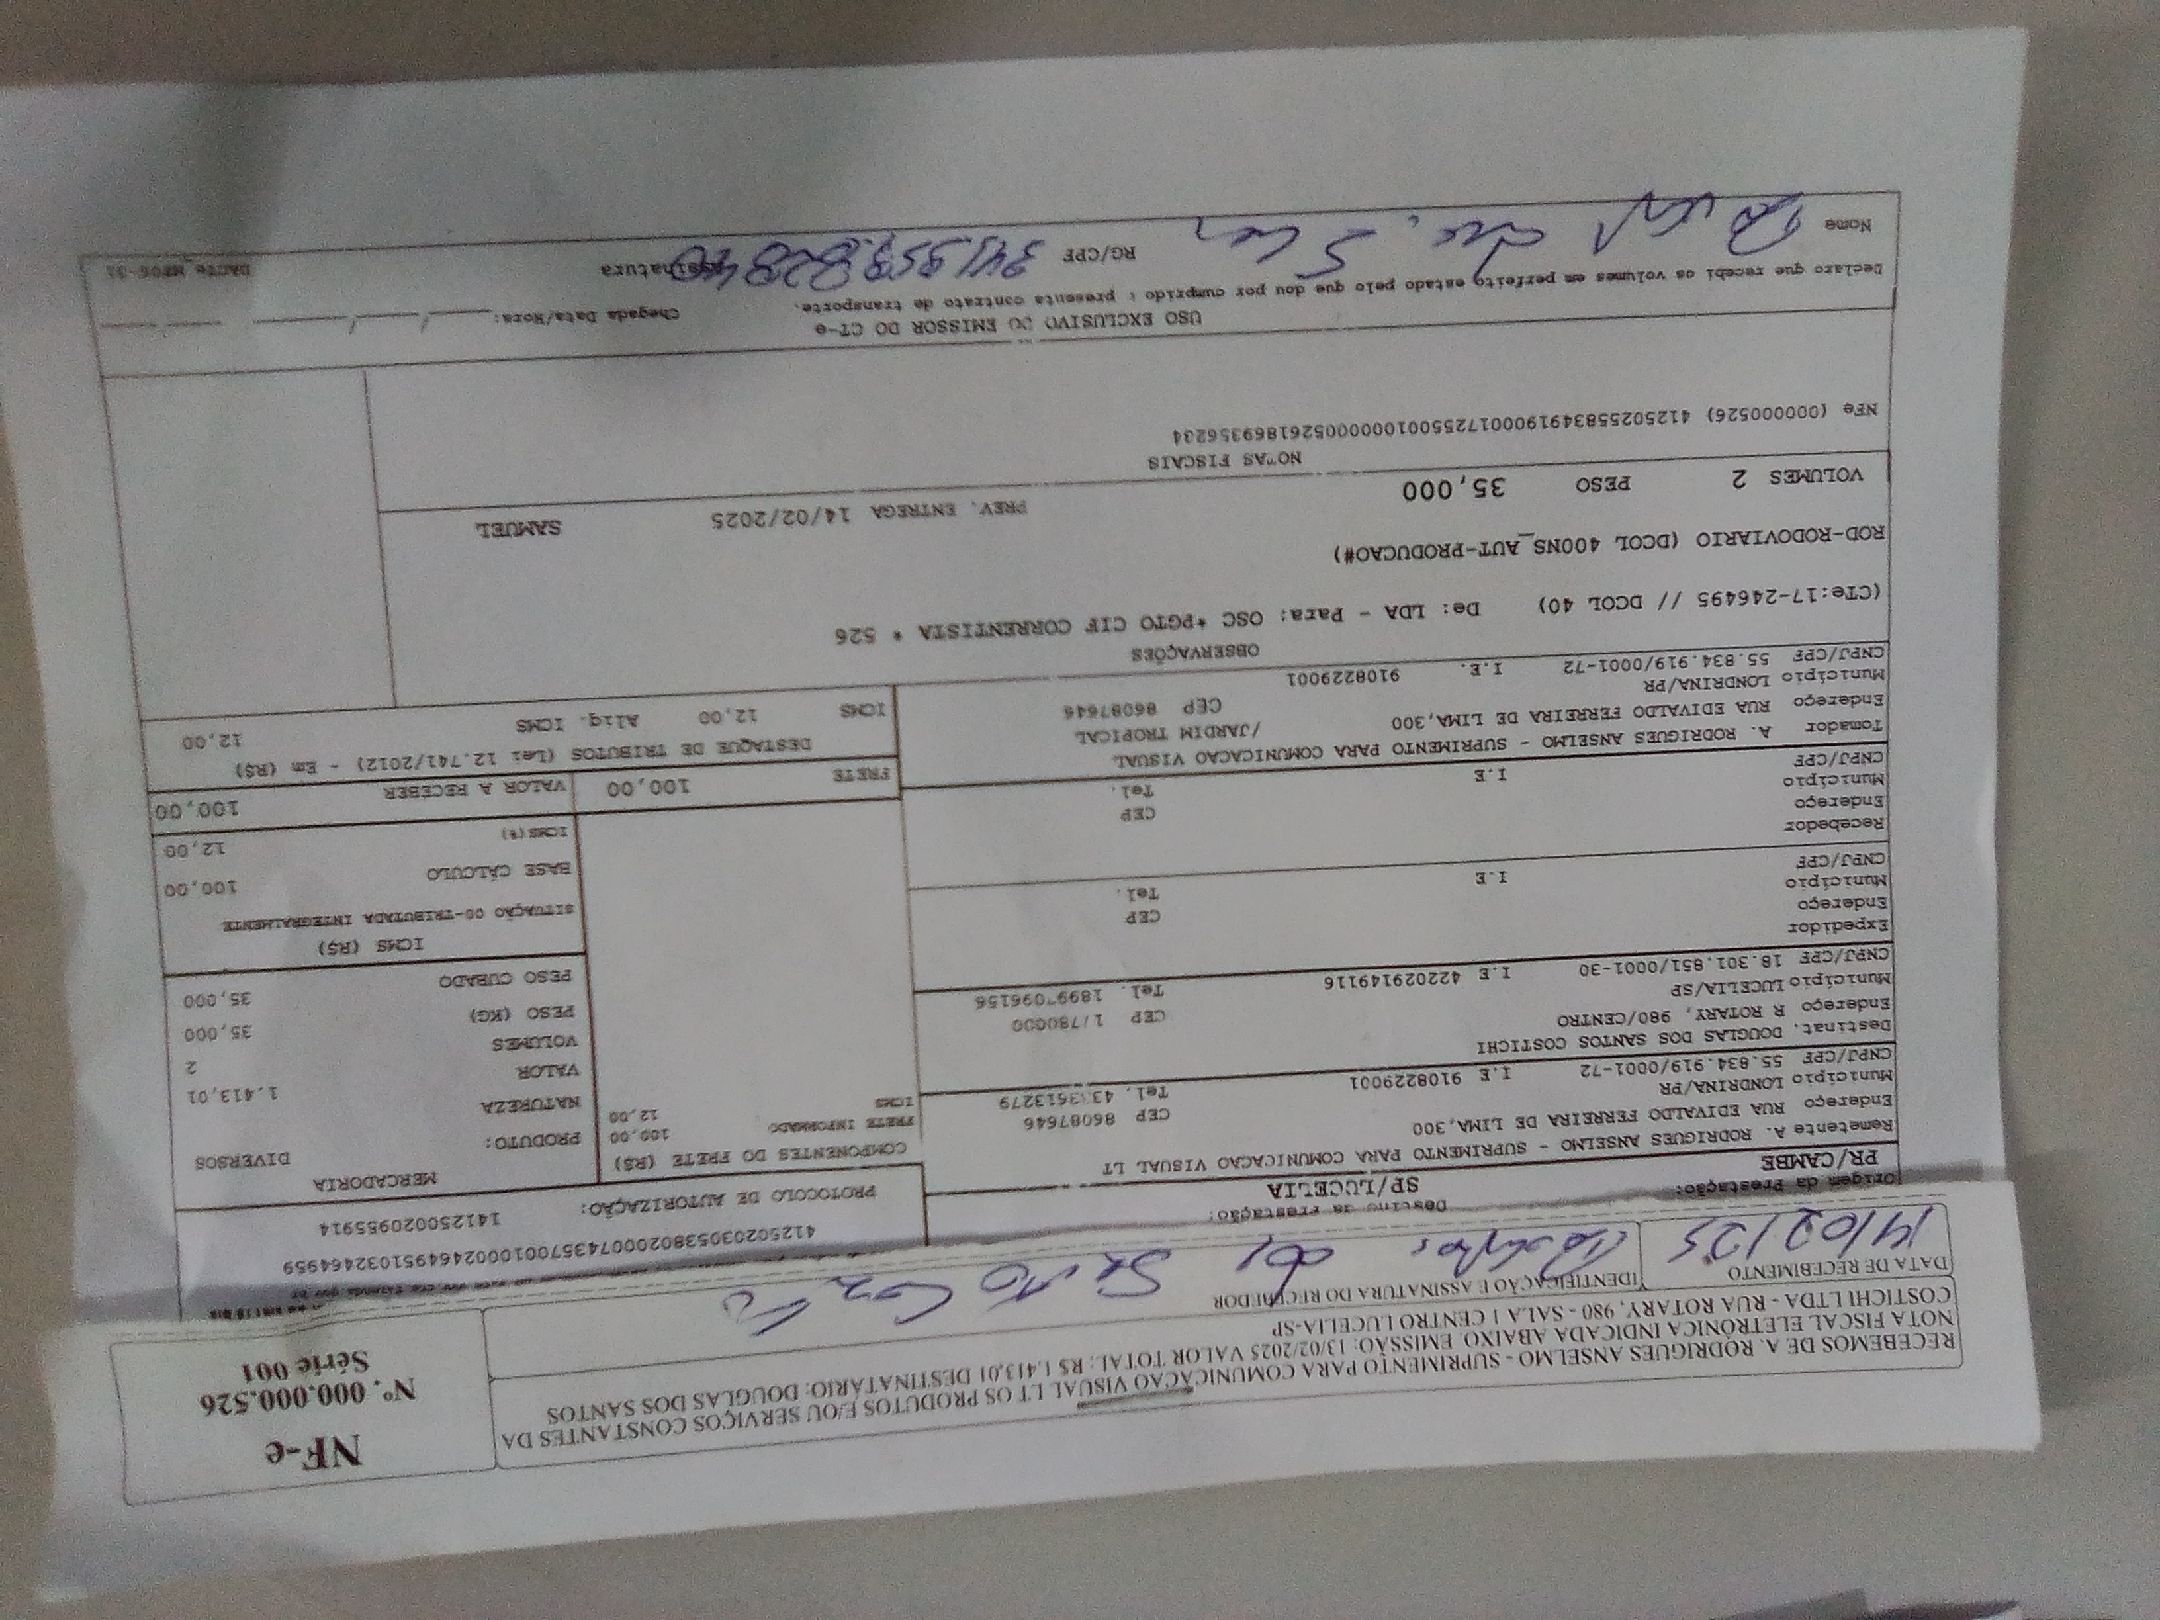 RECEBEMOS DE A. RODRIGUES ANSELMO - SUPRIMENTO PARA COMUNICACAO VISUAL LT OS PRODUTOS E/OU SERVIÇOS CONSTANTES DA
NOTA FISCAL ELETRÔNICA INDICADA ABAIXO. EMISSÃO: 13/02/2025 VALOR TOTAL: R$ 1.413,01 DESTINATÁRIO: DOUGLAS DOS SANTOS
COSTICHI LTDA - RUA ROTARY, 980 - SALA 1 CENTRO LUCELIA-SP
NF-e
Nº. 000.000.526
Série 001
DATA DE RECEBIMENTO
14/02/25
IDENTIFICAÇÃO E ASSINATURA DO RECEBEDOR
Origem da Prestação:
PR/CAMBE
Destino da Prestação:
SP/LUCELIA
PROTOCOLO DE AUTORIZAÇÃO:
141250020955914
Remetente A. RODRIGUES ANSELMO - SUPRIMENTO PARA COMUNICACAO VISUAL LT
Endereço RUA EDIVALDO FERREIRA DE LIMA,300
Município LONDRINA/PR CEP 86087646
CNPJ/CPF 55.834.919/0001-72 I.E 9108229001 Tel.
Destinat. DOUGLAS DOS SANTOS COSTICHI
Endereço R ROTARY, 980/CENTRO
Município LUCELIA/SP CEP 17780000
CNPJ/CPF 18.301.851/0001-30 I.E 422029149116 Tel.
Expedidor
Endereço
Município CEP
CNPJ/CPF I.E Tel.
Recebedor
Endereço
Município CEP
CNPJ/CPF I.E Tel.
Tomador A. RODRIGUES ANSELMO - SUPRIMENTO PARA COMUNICACAO VISUAL
Endereço RUA EDIVALDO FERREIRA DE LIMA,300 /JARDIM TROPICAL
Município LONDRINA/PR CEP 86087646
CNPJ/CPF 55.834.919/0001-72 I.E. 9108229001
COMPONENTES DO FRETE (R$)
FRETE INFORMADO 100,00
ICMS 12,00
MERCADORIA
PRODUTO: DIVERSOS
NATUREZA
VALOR 1.413,01
VOLUMES 2
PESO (KG) 35,000
PESO CUBADO 35,000
ICMS (R$)
SITUAÇÃO 00-TRIBUTADA INTEGRALMENTE
BASE CÁLCULO 100,00
ICMS(%) 12,00
FRETE 100,00 VALOR A RECEBER 100,00
DESTAQUE DE TRIBUTOS (Lei 12.741/2012) - Em (R$)
ICMS 12,00 Aliq. ICMS 12,00
OBSERVAÇÕES
(CTe:17-246495 // DCOL 40) De: LDA - Para: OSC *PGTO CIF CORRENTISTA * 526
ROD-RODOVIARIO (DCOL 400NS_AUT-PRODUCAO#)
VOLUMES 2 PESO 35,000
PREV. ENTREGA 14/02/2025 SAMUEL
NOTAS FISCAIS
NFe (000000526) 41250255834919000172550010000005261869356234
USO EXCLUSIVO DO EMISSOR DO CT-e
Chegada Data/Hora: ____/____/____
Declaro que recebi os volumes em perfeito estado pelo que dou por cumprido o presente contrato de transporte.
Nome
RG/CPF
Assinatura